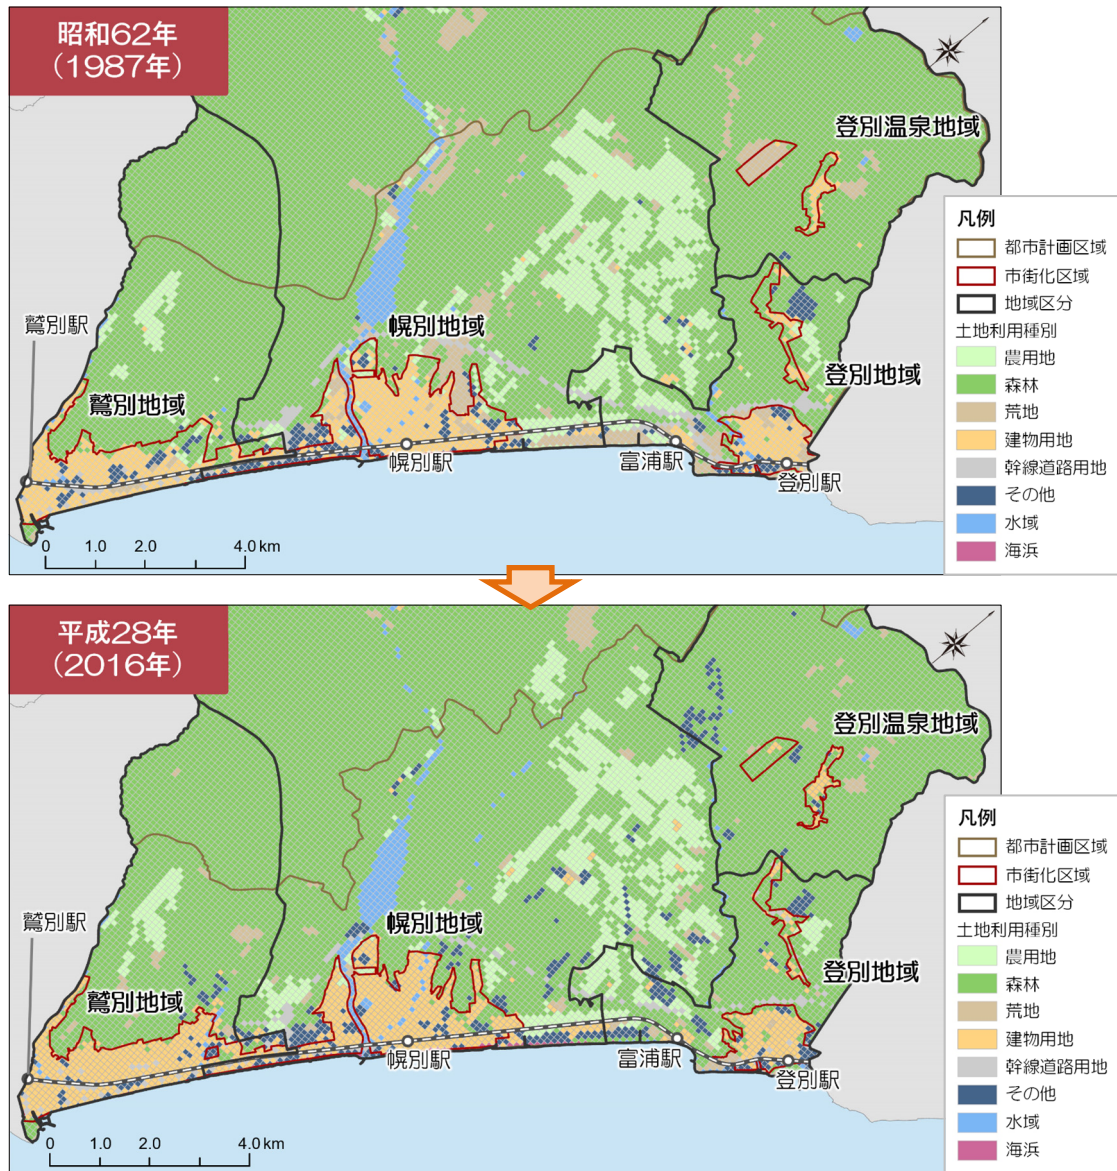 昭和62年
（1987年）
登別温泉地域
鷲別駅
幌別地域
鷲別地域
登別地域
幌別駅
富浦駅
登別駅
0 1.0 2.0 4.0 km
凡例
都市計画区域
市街化区域
地域区分
土地利用種別
農用地
森林
荒地
建物用地
幹線道路用地
その他
水域
海浜
平成28年
（2016年）
登別温泉地域
鷲別駅
幌別地域
鷲別地域
登別地域
幌別駅
富浦駅
登別駅
0 1.0 2.0 4.0 km
凡例
都市計画区域
市街化区域
地域区分
土地利用種別
農用地
森林
荒地
建物用地
幹線道路用地
その他
水域
海浜